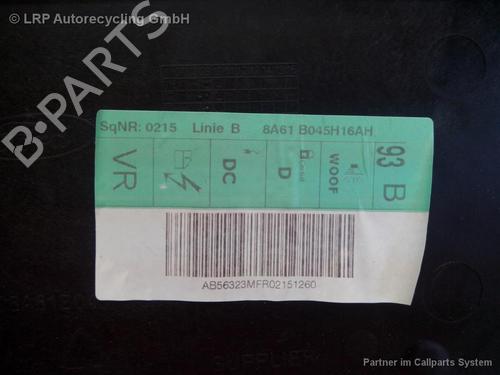 © LRP Autorecycling GmbH
B-PARTS
SqNR: 0215 Linie B 8A61 B045H16AH
VR
DC
D
WOOF
93 B
AB56323MFR02151260
Partner im Callparts System